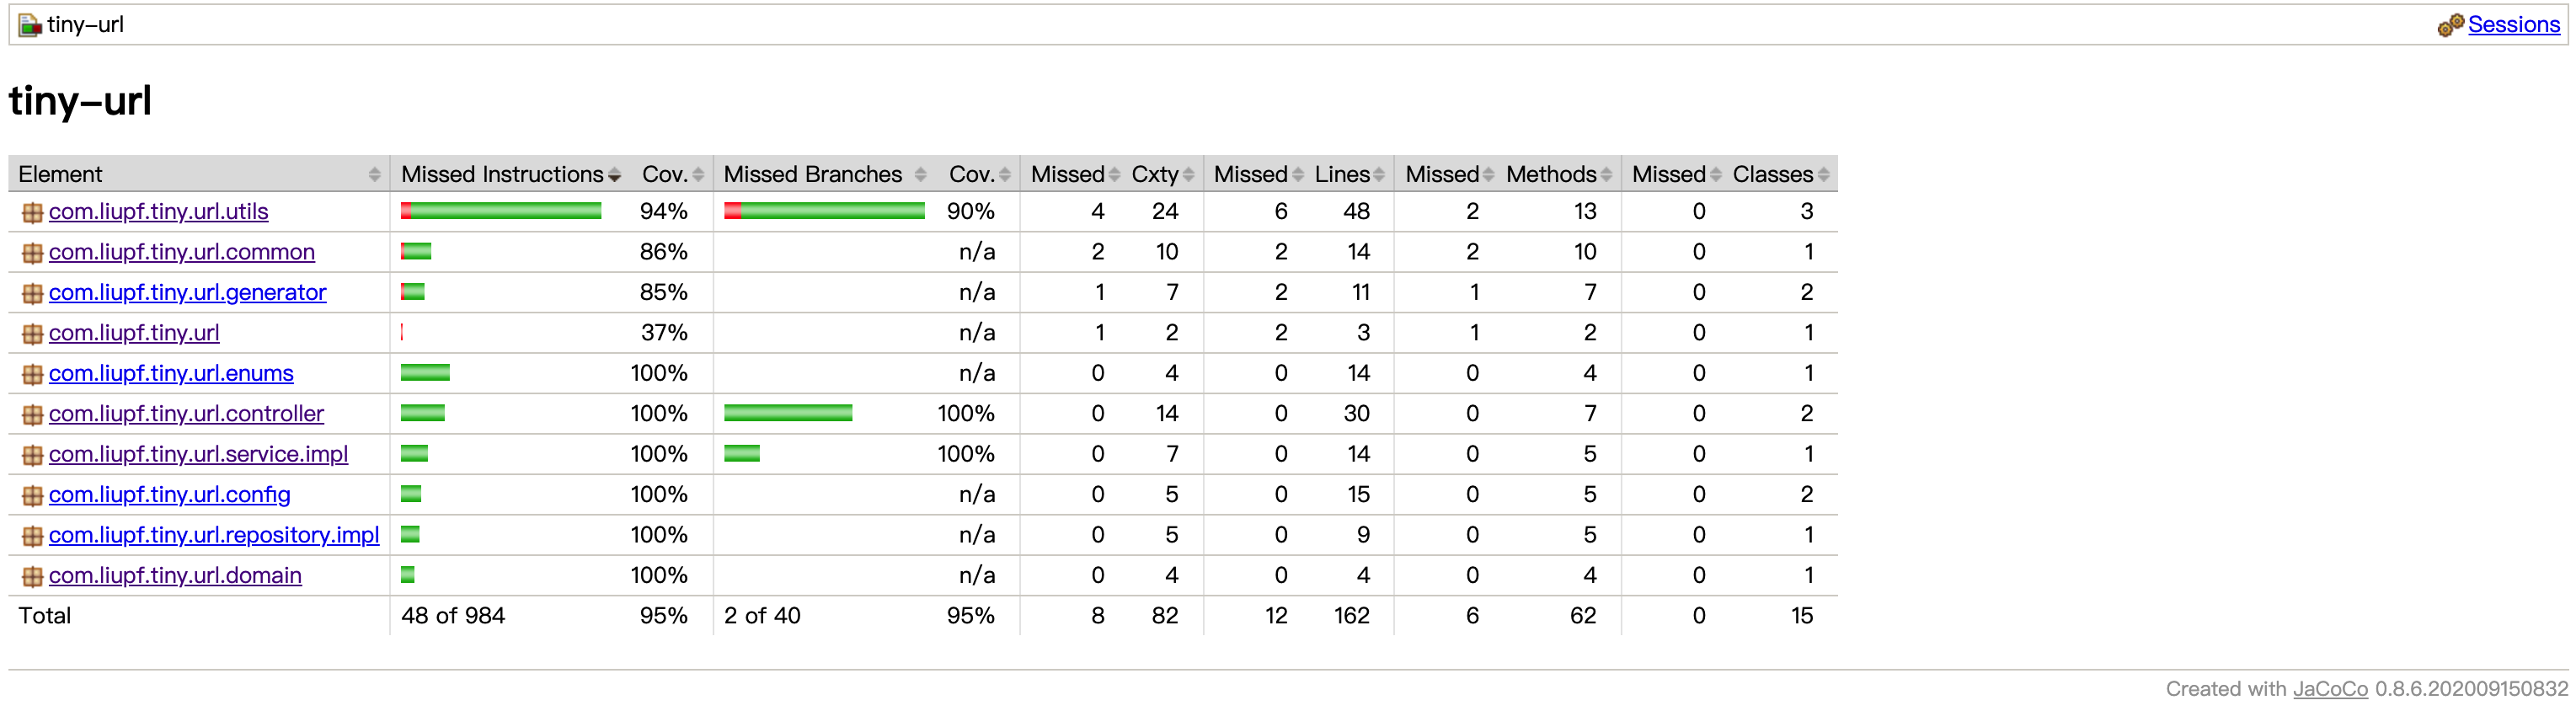 tiny-url Sessions
tiny-url
Element Missed Instructions Cov. Missed Branches Cov. Missed Cxty Missed Lines Missed Methods Missed Classes
com.liupf.tiny.url.utils 94% 90% 4 24 6 48 2 13 0 3
com.liupf.tiny.url.common 86% n/a 2 10 2 14 2 10 0 1
com.liupf.tiny.url.generator 85% n/a 1 7 2 11 1 7 0 2
com.liupf.tiny.url 37% n/a 1 2 2 3 1 2 0 1
com.liupf.tiny.url.enums 100% n/a 0 4 0 14 0 4 0 1
com.liupf.tiny.url.controller 100% 100% 0 14 0 30 0 7 0 2
com.liupf.tiny.url.service.impl 100% 100% 0 7 0 14 0 5 0 1
com.liupf.tiny.url.config 100% n/a 0 5 0 15 0 5 0 2
com.liupf.tiny.url.repository.impl 100% n/a 0 5 0 9 0 5 0 1
com.liupf.tiny.url.domain 100% n/a 0 4 0 4 0 4 0 1
Total 48 of 984 95% 2 of 40 95% 8 82 12 162 6 62 0 15
Created with JaCoCo 0.8.6.202009150832